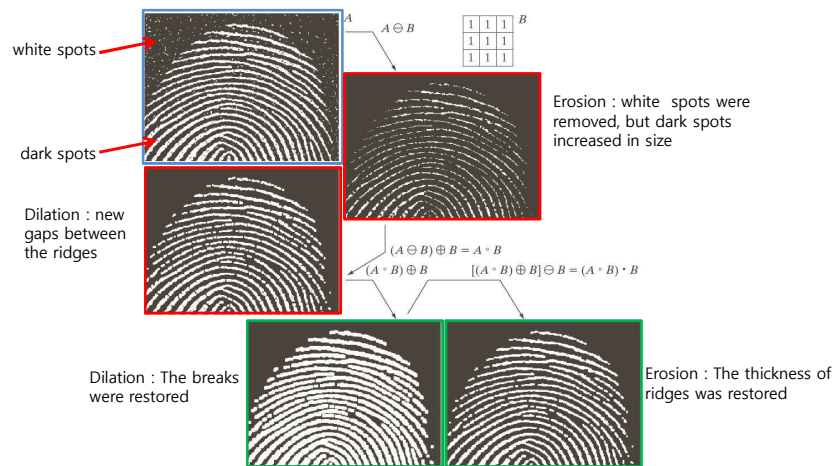 A
white spots
A ⊖ B
1 1 1 B
1 1 1
1 1 1
Erosion : white spots were
removed, but dark spots
increased in size
dark spots
Dilation : new
gaps between
the ridges
(A ⊖ B) ⊕ B = A ∘ B
(A ∘ B) ⊕ B
[(A ∘ B) ⊕ B] ⊖ B = (A ∘ B) • B
Dilation : The breaks
were restored
Erosion : The thickness of
ridges was restored